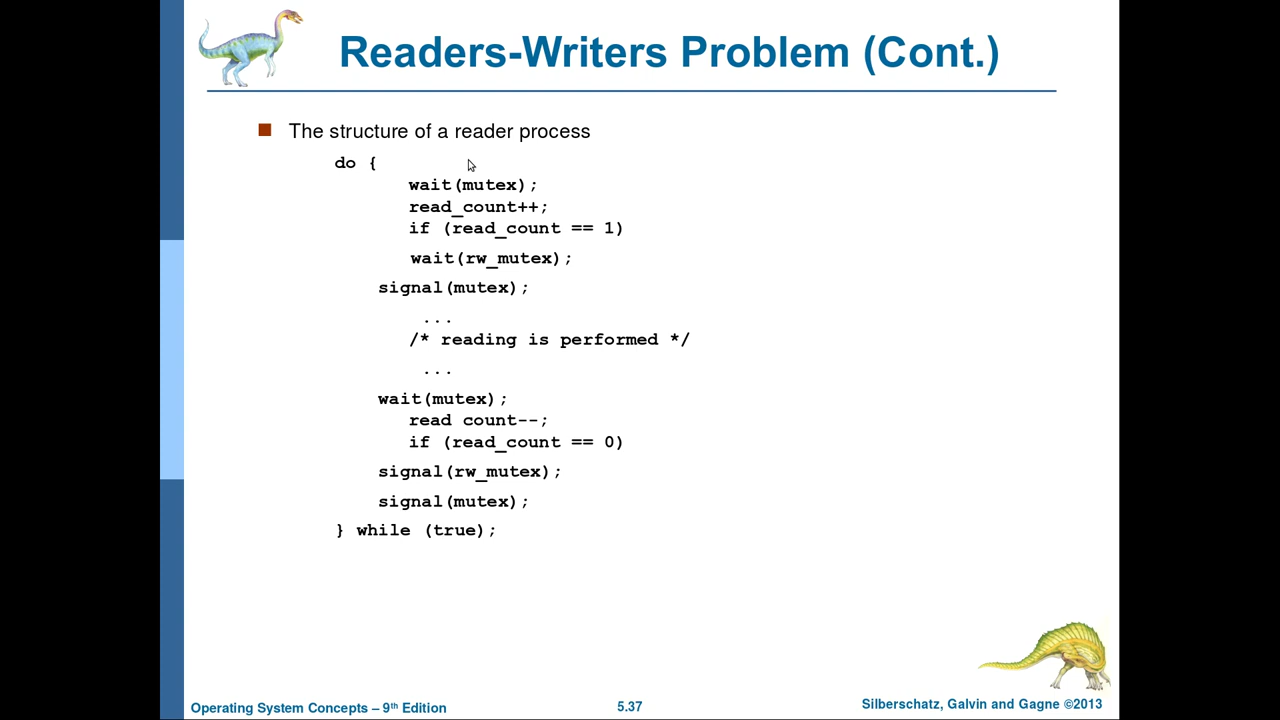 Readers-Writers Problem (Cont.)
The structure of a reader process
do {
wait(mutex);
read_count++;
if (read_count == 1)
wait(rw_mutex);
signal(mutex);
...
/* reading is performed */
...
wait(mutex);
read count--;
if (read_count == 0)
signal(rw_mutex);
signal(mutex);
} while (true);
Operating System Concepts – 9th Edition
5.37
Silberschatz, Galvin and Gagne ©2013